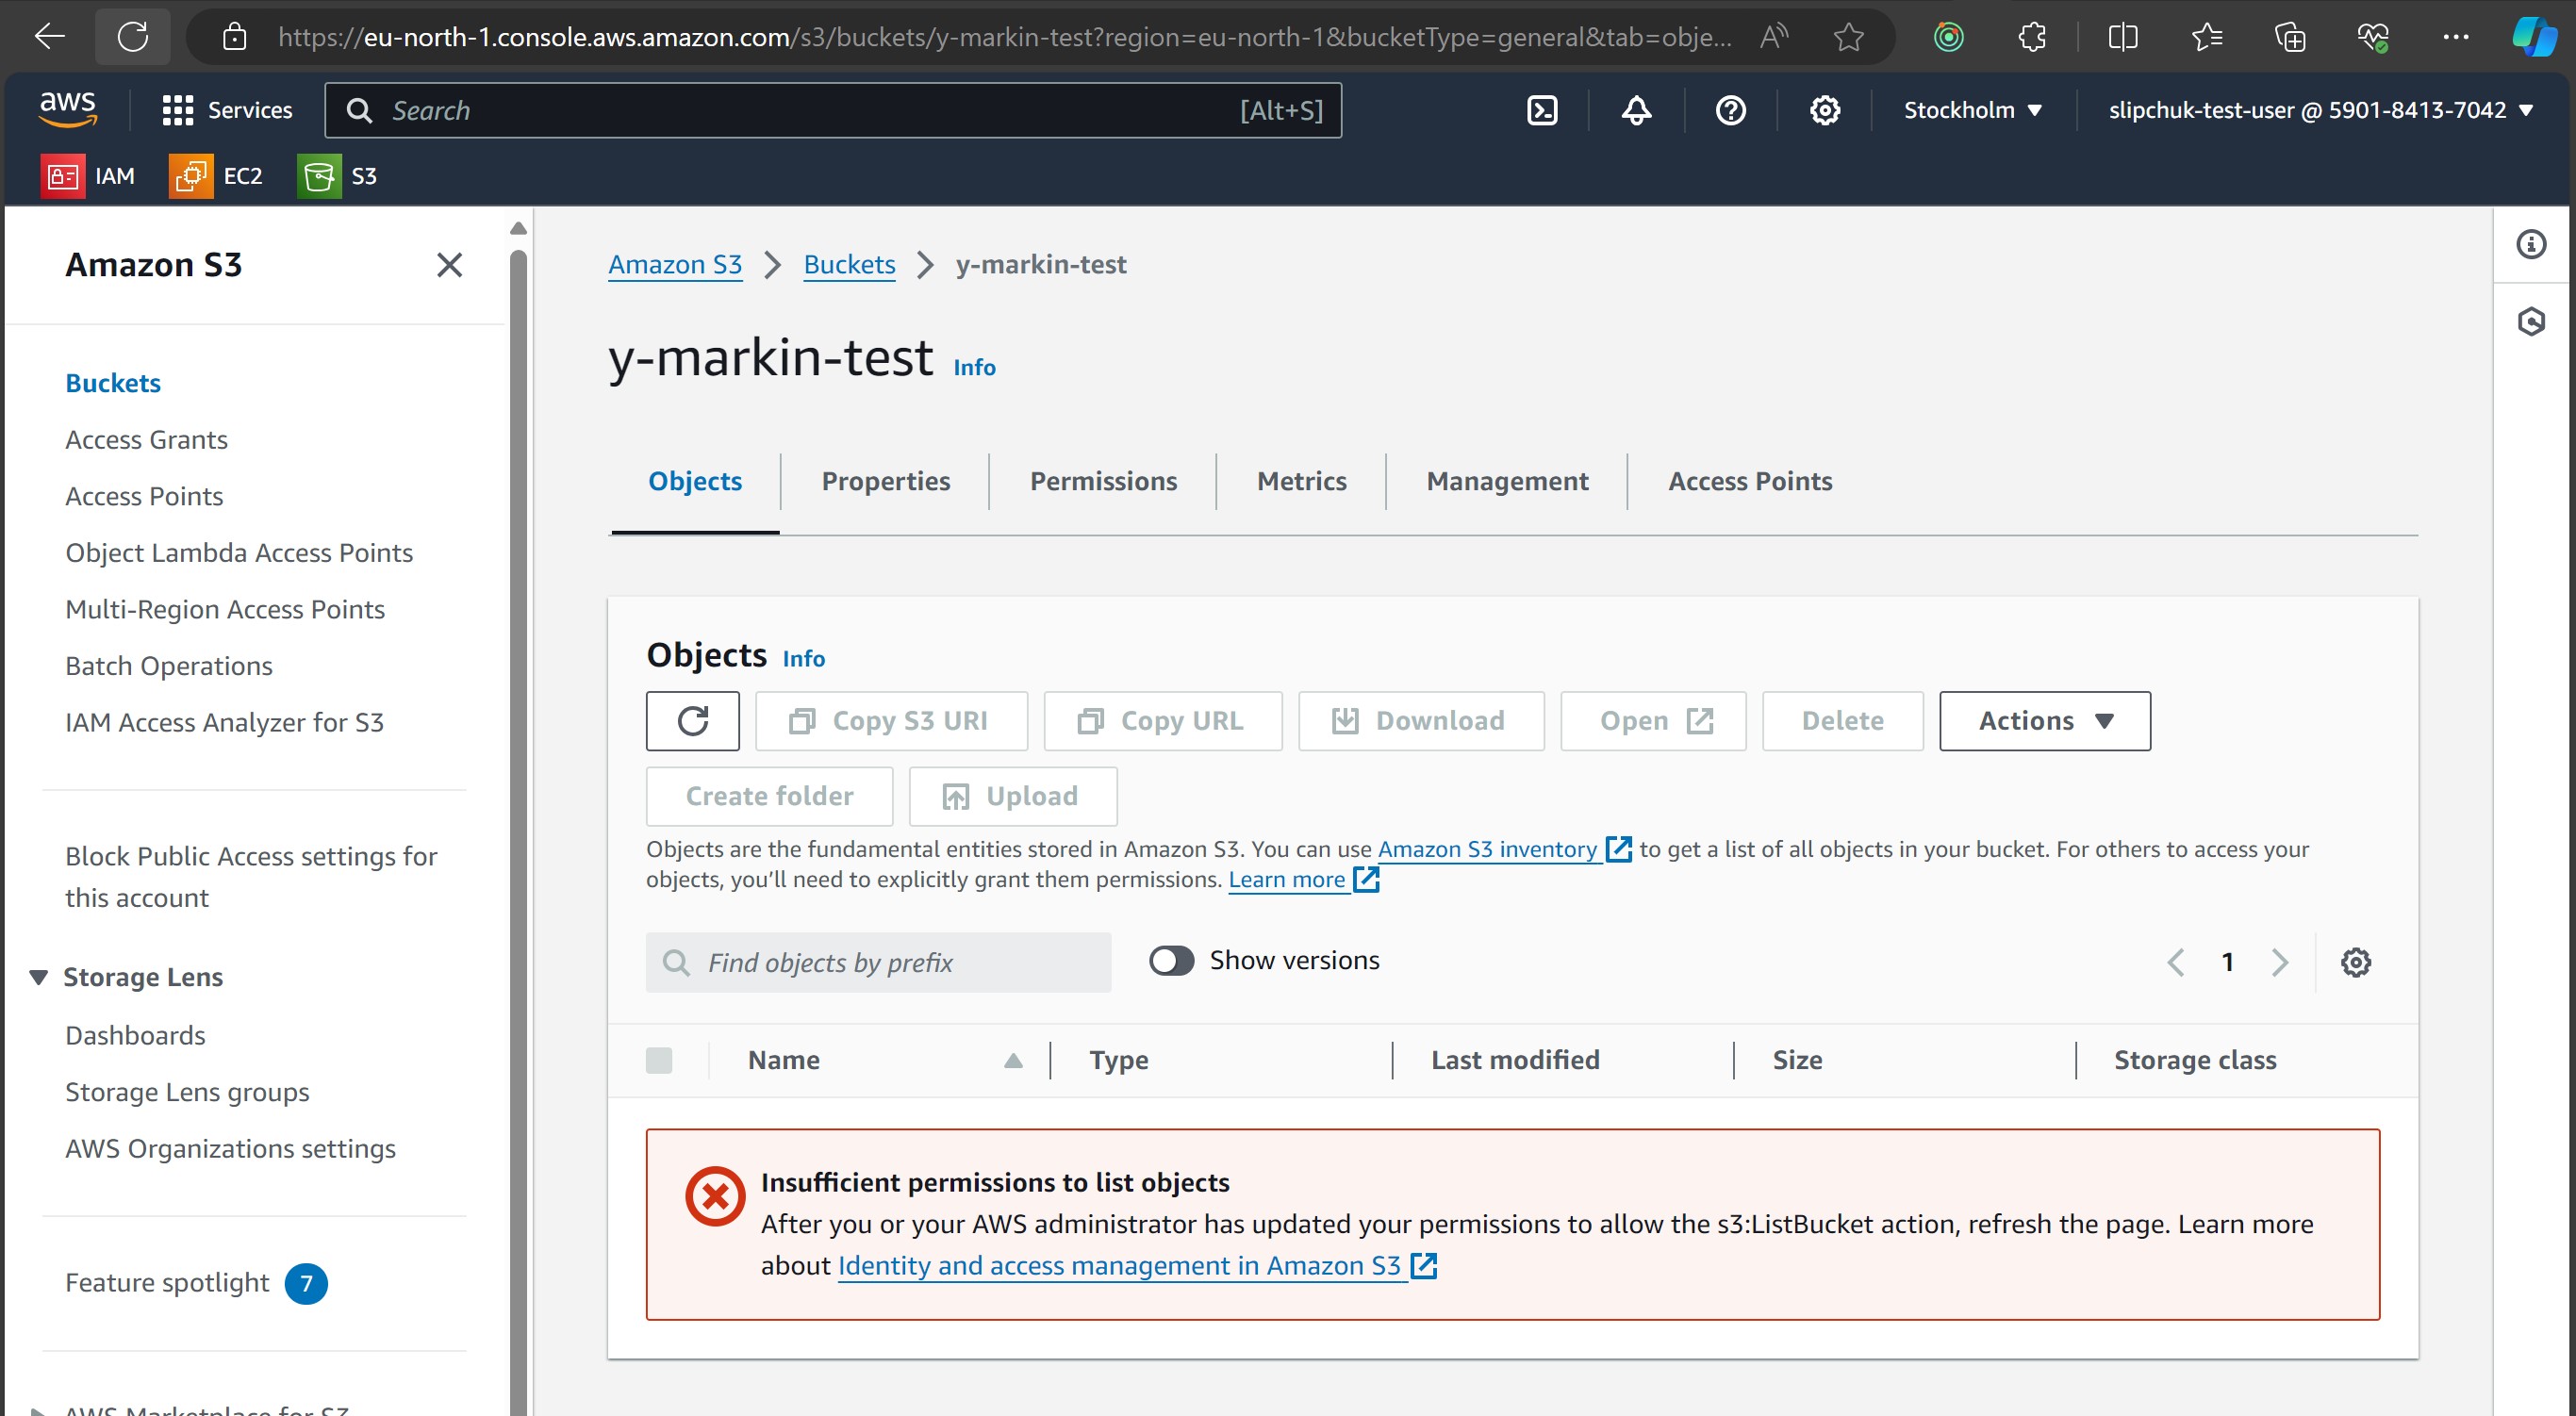 https://eu-north-1.console.aws.amazon.com/s3/buckets/y-markin-test?region=eu-north-1&bucketType=general&tab=obje...
aws
Services
Search
[Alt+S]
Stockholm
slipchuk-test-user @ 5901-8413-7042
IAM
EC2
S3
Amazon S3
Buckets
Access Grants
Access Points
Object Lambda Access Points
Multi-Region Access Points
Batch Operations
IAM Access Analyzer for S3
Block Public Access settings for
this account
Storage Lens
Dashboards
Storage Lens groups
AWS Organizations settings
Feature spotlight 7
AWS Marketplace for S3
Amazon S3 > Buckets > y-markin-test
y-markin-test Info
Objects
Properties
Permissions
Metrics
Management
Access Points
Objects Info
Copy S3 URI
Copy URL
Download
Open
Delete
Actions
Create folder
Upload
Objects are the fundamental entities stored in Amazon S3. You can use Amazon S3 inventory to get a list of all objects in your bucket. For others to access your
objects, you’ll need to explicitly grant them permissions. Learn more
Find objects by prefix
Show versions
1
Name
Type
Last modified
Size
Storage class
Insufficient permissions to list objects
After you or your AWS administrator has updated your permissions to allow the s3:ListBucket action, refresh the page. Learn more
about Identity and access management in Amazon S3